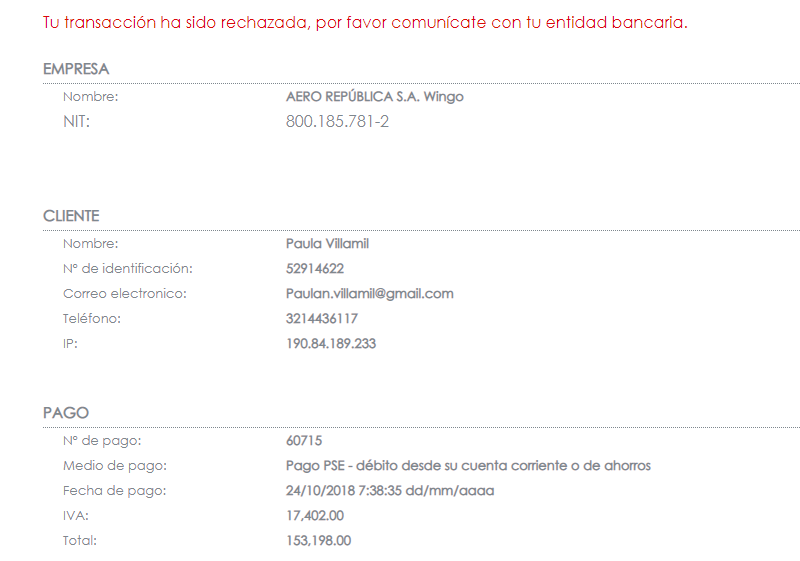 Tu transacción ha sido rechazada, por favor comunícate con tu entidad bancaria.
EMPRESA
Nombre: AERO REPÚBLICA S.A. Wingo
NIT: 800.185.781-2
CLIENTE
Nombre: Paula Villamil
Nº de identificación: 52914622
Correo electronico: Paulan.villamil@gmail.com
Teléfono: 3214436117
IP: 190.84.189.233
PAGO
Nº de pago: 60715
Medio de pago: Pago PSE - débito desde su cuenta corriente o de ahorros
Fecha de pago: 24/10/2018 7:38:35 dd/mm/aaaa
IVA: 17,402.00
Total: 153,198.00